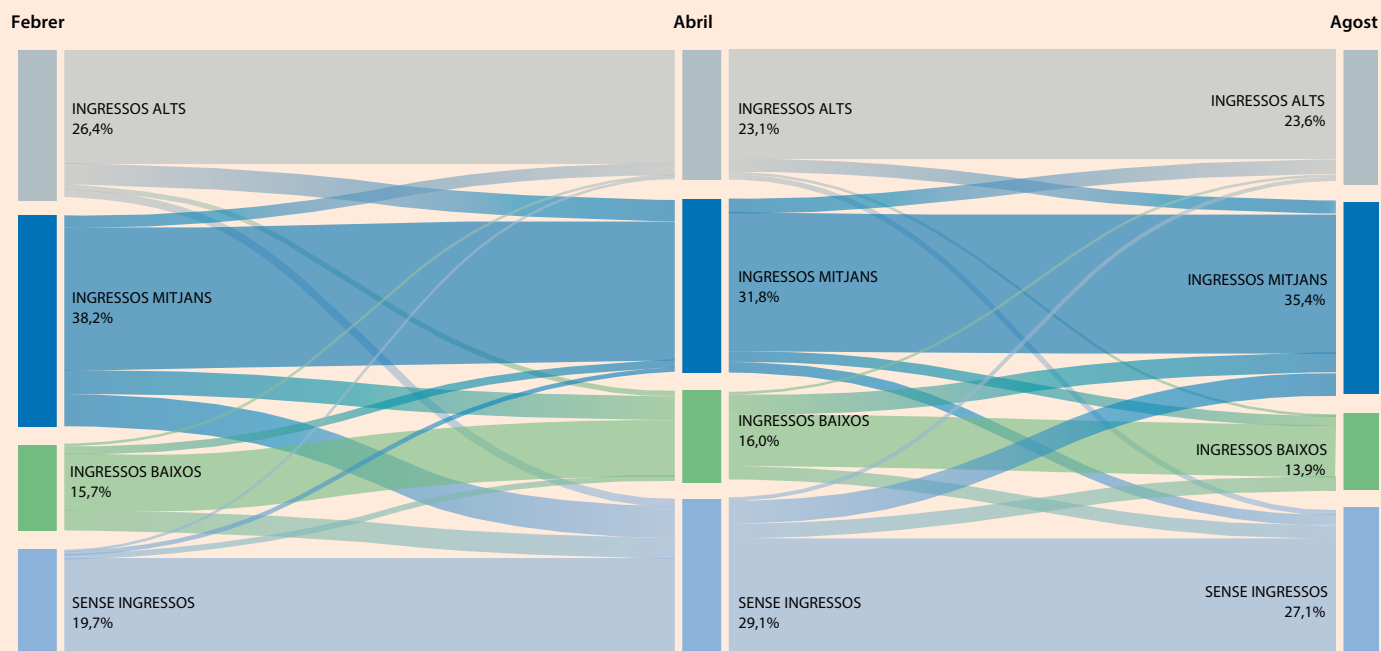 Febrer
Abril
Agost
INGRESSOS ALTS
26,4%
INGRESSOS MITJANS
38,2%
INGRESSOS BAIXOS
15,7%
SENSE INGRESSOS
19,7%
INGRESSOS ALTS
23,1%
INGRESSOS MITJANS
31,8%
INGRESSOS BAIXOS
16,0%
SENSE INGRESSOS
29,1%
INGRESSOS ALTS
23,6%
INGRESSOS MITJANS
35,4%
INGRESSOS BAIXOS
13,9%
SENSE INGRESSOS
27,1%